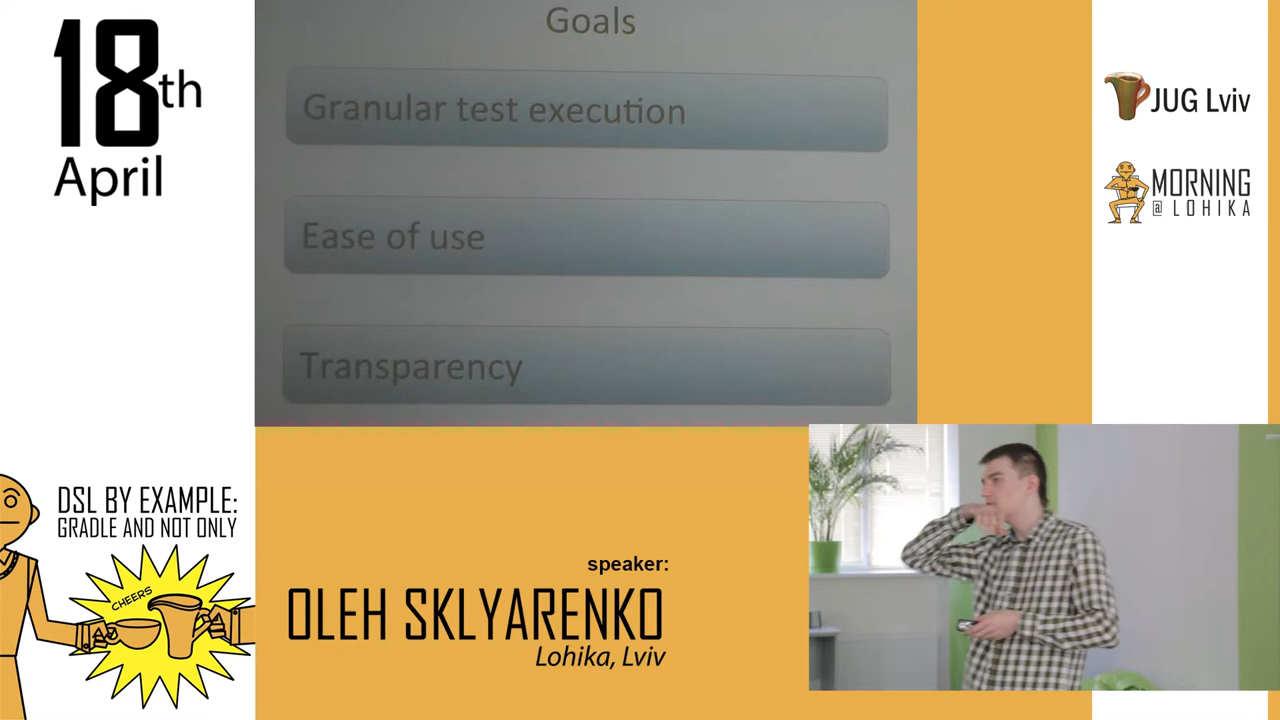 18th
April
Goals
Granular test execution
Ease of use
Transparency
JUG Lviv
MORNING
@ LOHIKA
DSL BY EXAMPLE:
GRADLE AND NOT ONLY
CHEERS
speaker:
OLEH SKLYARENKO
Lohika, Lviv